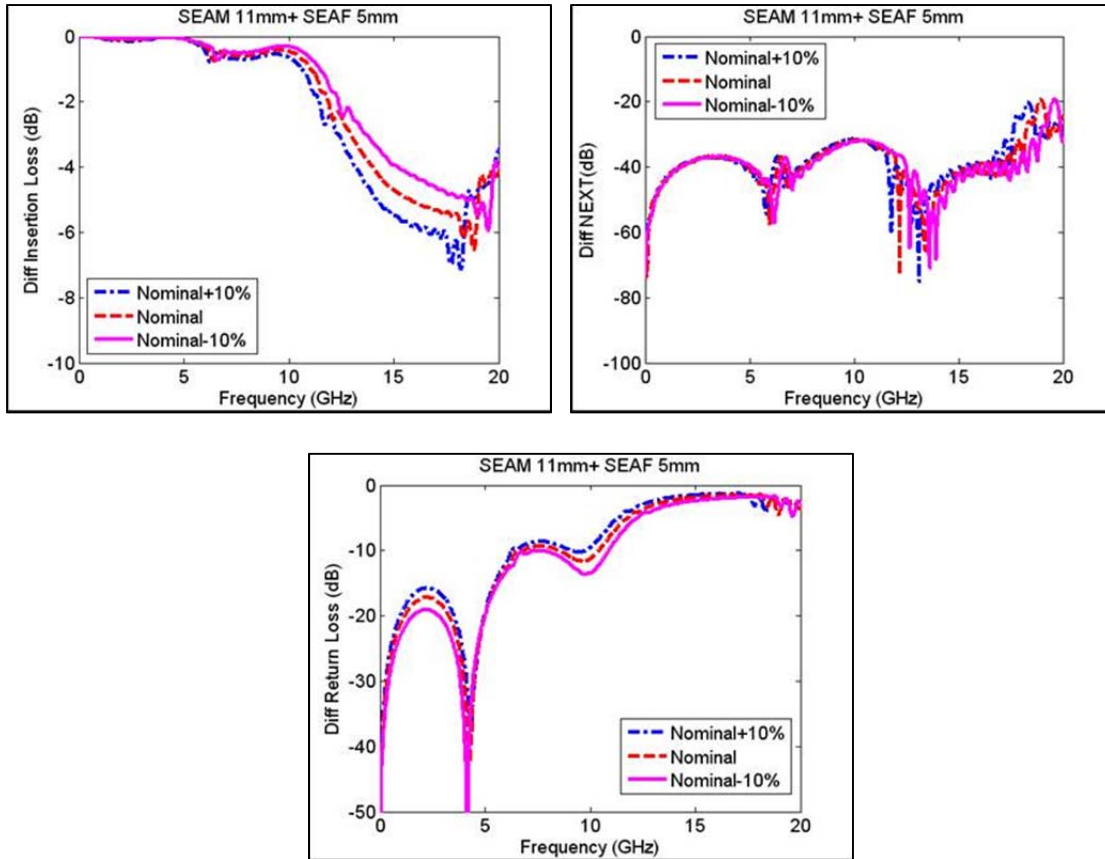 SEAM 11mm+ SEAF 5mm
Diff Insertion Loss (dB)
0
-2
-4
-6
-8
-10
Nominal+10%
Nominal
Nominal-10%
0
5
10
15
20
Frequency (GHz)
SEAM 11mm+ SEAF 5mm
Diff NEXT(dB)
0
-20
-40
-60
-80
-100
Nominal+10%
Nominal
Nominal-10%
0
5
10
15
20
Frequency (GHz)
SEAM 11mm+ SEAF 5mm
Diff Return Loss (dB)
0
-10
-20
-30
-40
-50
Nominal+10%
Nominal
Nominal-10%
0
5
10
15
20
Frequency (GHz)